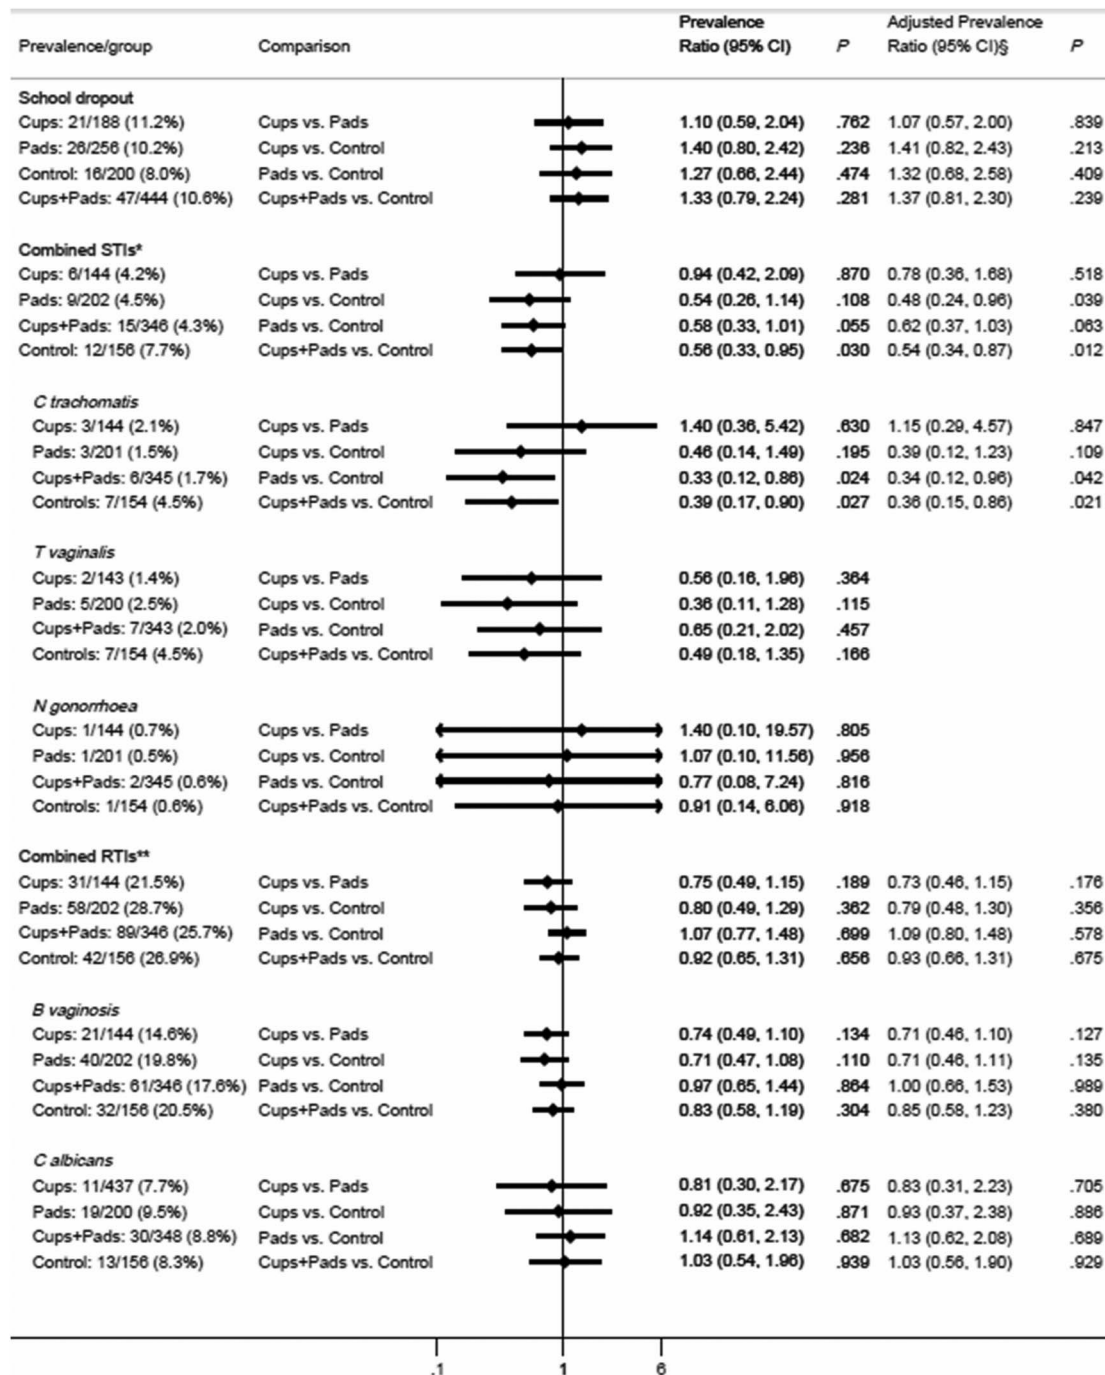 Prevalence/group Comparison Prevalence Ratio (95% CI) P Adjusted Prevalence Ratio (95% CI)§ P
School dropout
Cups: 21/188 (11.2%) Cups vs. Pads 1.10 (0.59, 2.04) .762 1.07 (0.57, 2.00) .839
Pads: 26/256 (10.2%) Cups vs. Control 1.40 (0.80, 2.42) .236 1.41 (0.82, 2.43) .213
Control: 16/200 (8.0%) Pads vs. Control 1.27 (0.66, 2.44) .474 1.32 (0.68, 2.58) .409
Cups+Pads: 47/444 (10.6%) Cups+Pads vs. Control 1.33 (0.79, 2.24) .281 1.37 (0.81, 2.30) .239
Combined STIs*
Cups: 6/144 (4.2%) Cups vs. Pads 0.94 (0.42, 2.09) .870 0.78 (0.36, 1.68) .518
Pads: 9/202 (4.5%) Cups vs. Control 0.54 (0.26, 1.14) .108 0.48 (0.24, 0.96) .039
Cups+Pads: 15/346 (4.3%) Pads vs. Control 0.58 (0.33, 1.01) .055 0.62 (0.37, 1.03) .063
Control: 12/156 (7.7%) Cups+Pads vs. Control 0.56 (0.33, 0.95) .030 0.54 (0.34, 0.87) .012
C trachomatis
Cups: 3/144 (2.1%) Cups vs. Pads 1.40 (0.36, 5.42) .630 1.15 (0.29, 4.57) .847
Pads: 3/201 (1.5%) Cups vs. Control 0.46 (0.14, 1.49) .195 0.39 (0.12, 1.23) .109
Cups+Pads: 6/345 (1.7%) Pads vs. Control 0.33 (0.12, 0.86) .024 0.34 (0.12, 0.96) .042
Controls: 7/154 (4.5%) Cups+Pads vs. Control 0.39 (0.17, 0.90) .027 0.36 (0.15, 0.86) .021
T vaginalis
Cups: 2/143 (1.4%) Cups vs. Pads 0.56 (0.16, 1.96) .364
Pads: 5/200 (2.5%) Cups vs. Control 0.36 (0.11, 1.28) .115
Cups+Pads: 7/343 (2.0%) Pads vs. Control 0.65 (0.21, 2.02) .457
Controls: 7/154 (4.5%) Cups+Pads vs. Control 0.49 (0.18, 1.35) .166
N gonorrhoea
Cups: 1/144 (0.7%) Cups vs. Pads 1.40 (0.10, 19.57) .805
Pads: 1/201 (0.5%) Cups vs. Control 1.07 (0.10, 11.56) .956
Cups+Pads: 2/345 (0.6%) Pads vs. Control 0.77 (0.08, 7.24) .816
Controls: 1/154 (0.6%) Cups+Pads vs. Control 0.91 (0.14, 6.06) .918
Combined RTIs**
Cups: 31/144 (21.5%) Cups vs. Pads 0.75 (0.49, 1.15) .189 0.73 (0.46, 1.15) .176
Pads: 58/202 (28.7%) Cups vs. Control 0.80 (0.49, 1.29) .362 0.79 (0.48, 1.30) .356
Cups+Pads: 89/346 (25.7%) Pads vs. Control 1.07 (0.77, 1.48) .699 1.09 (0.80, 1.48) .578
Control: 42/156 (26.9%) Cups+Pads vs. Control 0.92 (0.65, 1.31) .656 0.93 (0.66, 1.31) .675
B vaginosis
Cups: 21/144 (14.6%) Cups vs. Pads 0.74 (0.49, 1.10) .134 0.71 (0.46, 1.10) .127
Pads: 40/202 (19.8%) Cups vs. Control 0.71 (0.47, 1.08) .110 0.71 (0.46, 1.11) .135
Cups+Pads: 61/346 (17.6%) Pads vs. Control 0.97 (0.65, 1.44) .864 1.00 (0.66, 1.53) .989
Control: 32/156 (20.5%) Cups+Pads vs. Control 0.83 (0.58, 1.19) .304 0.85 (0.58, 1.23) .380
C albicans
Cups: 11/437 (7.7%) Cups vs. Pads 0.81 (0.30, 2.17) .675 0.83 (0.31, 2.23) .705
Pads: 19/200 (9.5%) Cups vs. Control 0.92 (0.35, 2.43) .871 0.93 (0.37, 2.38) .886
Cups+Pads: 30/348 (8.8%) Pads vs. Control 1.14 (0.61, 2.13) .682 1.13 (0.62, 2.08) .689
Control: 13/156 (8.3%) Cups+Pads vs. Control 1.03 (0.54, 1.96) .939 1.03 (0.56, 1.90) .929
.1 1 6